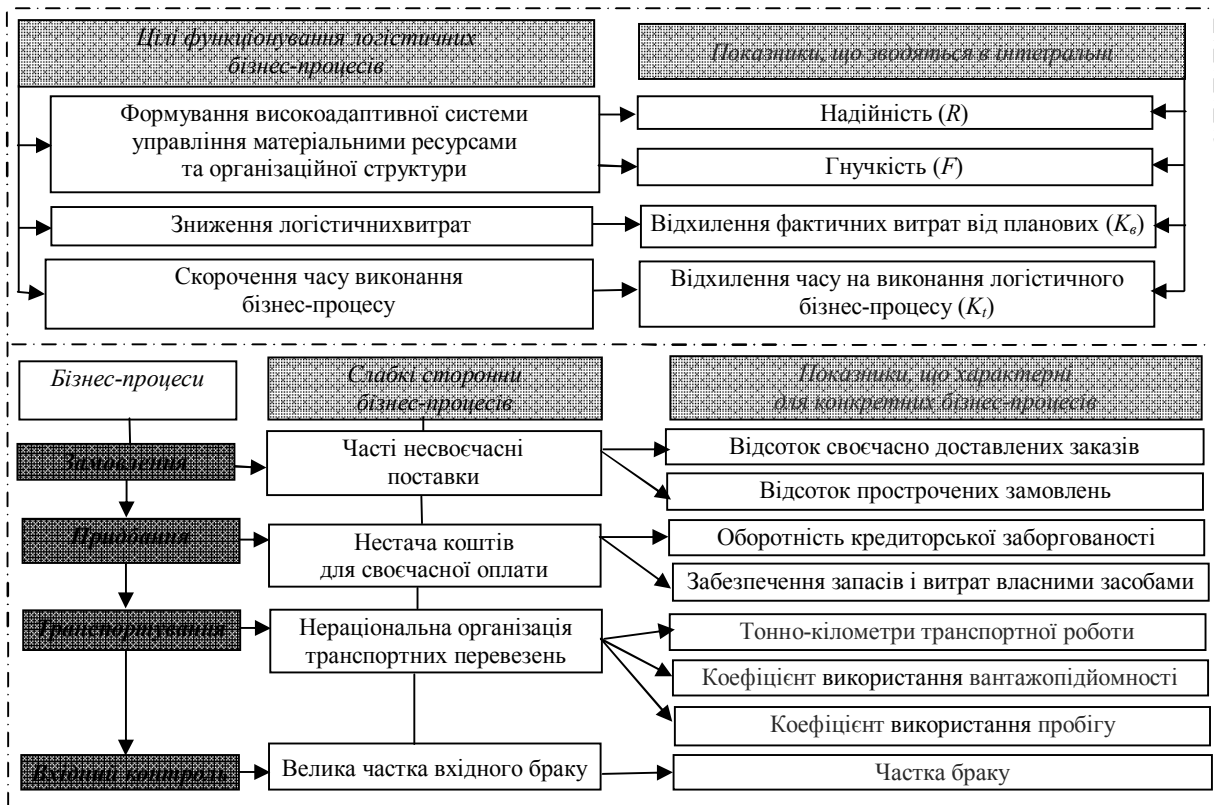 Цілі функціонування логістичних
бізнес-процесів
Показники, що зводяться в інтегральні
Формування високоадаптивної системи
управління матеріальними ресурсами
та організаційної структури
Надійність (R)
Гнучкість (F)
Зниження логістичнихвитрат
Відхилення фактичних витрат від планових (Kв)
Скорочення часу виконання
бізнес-процесу
Відхилення часу на виконання логістичного
бізнес-процесу (Kt)
Бізнес-процеси
Слабкі сторонни
бізнес-процесів
Показники, що характерні
для конкретних бізнес-процесів
Замовлення
Часті несвоєчасні
поставки
Відсоток своєчасно доставлених заказів
Відсоток прострочених замовлень
Придбання
Нестача коштів
для своєчасної оплати
Оборотність кредиторської заборгованості
Забезпечення запасів і витрат власними засобами
Транспортування
Нераціональна організація
транспортних перевезень
Тонно-кілометри транспортної роботи
Коефіцієнт використання вантажопідйомності
Коефіцієнт використання пробігу
Вхідний контроль
Велика частка вхідного браку
Частка браку